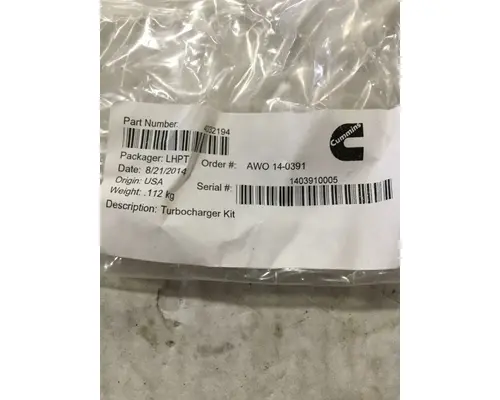 Part Number:
4032194
Packager: LHPT
Order #: AWO 14-0391
Date: 8/21/2014
Origin: USA
Serial #: 1403910005
Weight: .112 kg
Description: Turbocharger Kit
Cummins